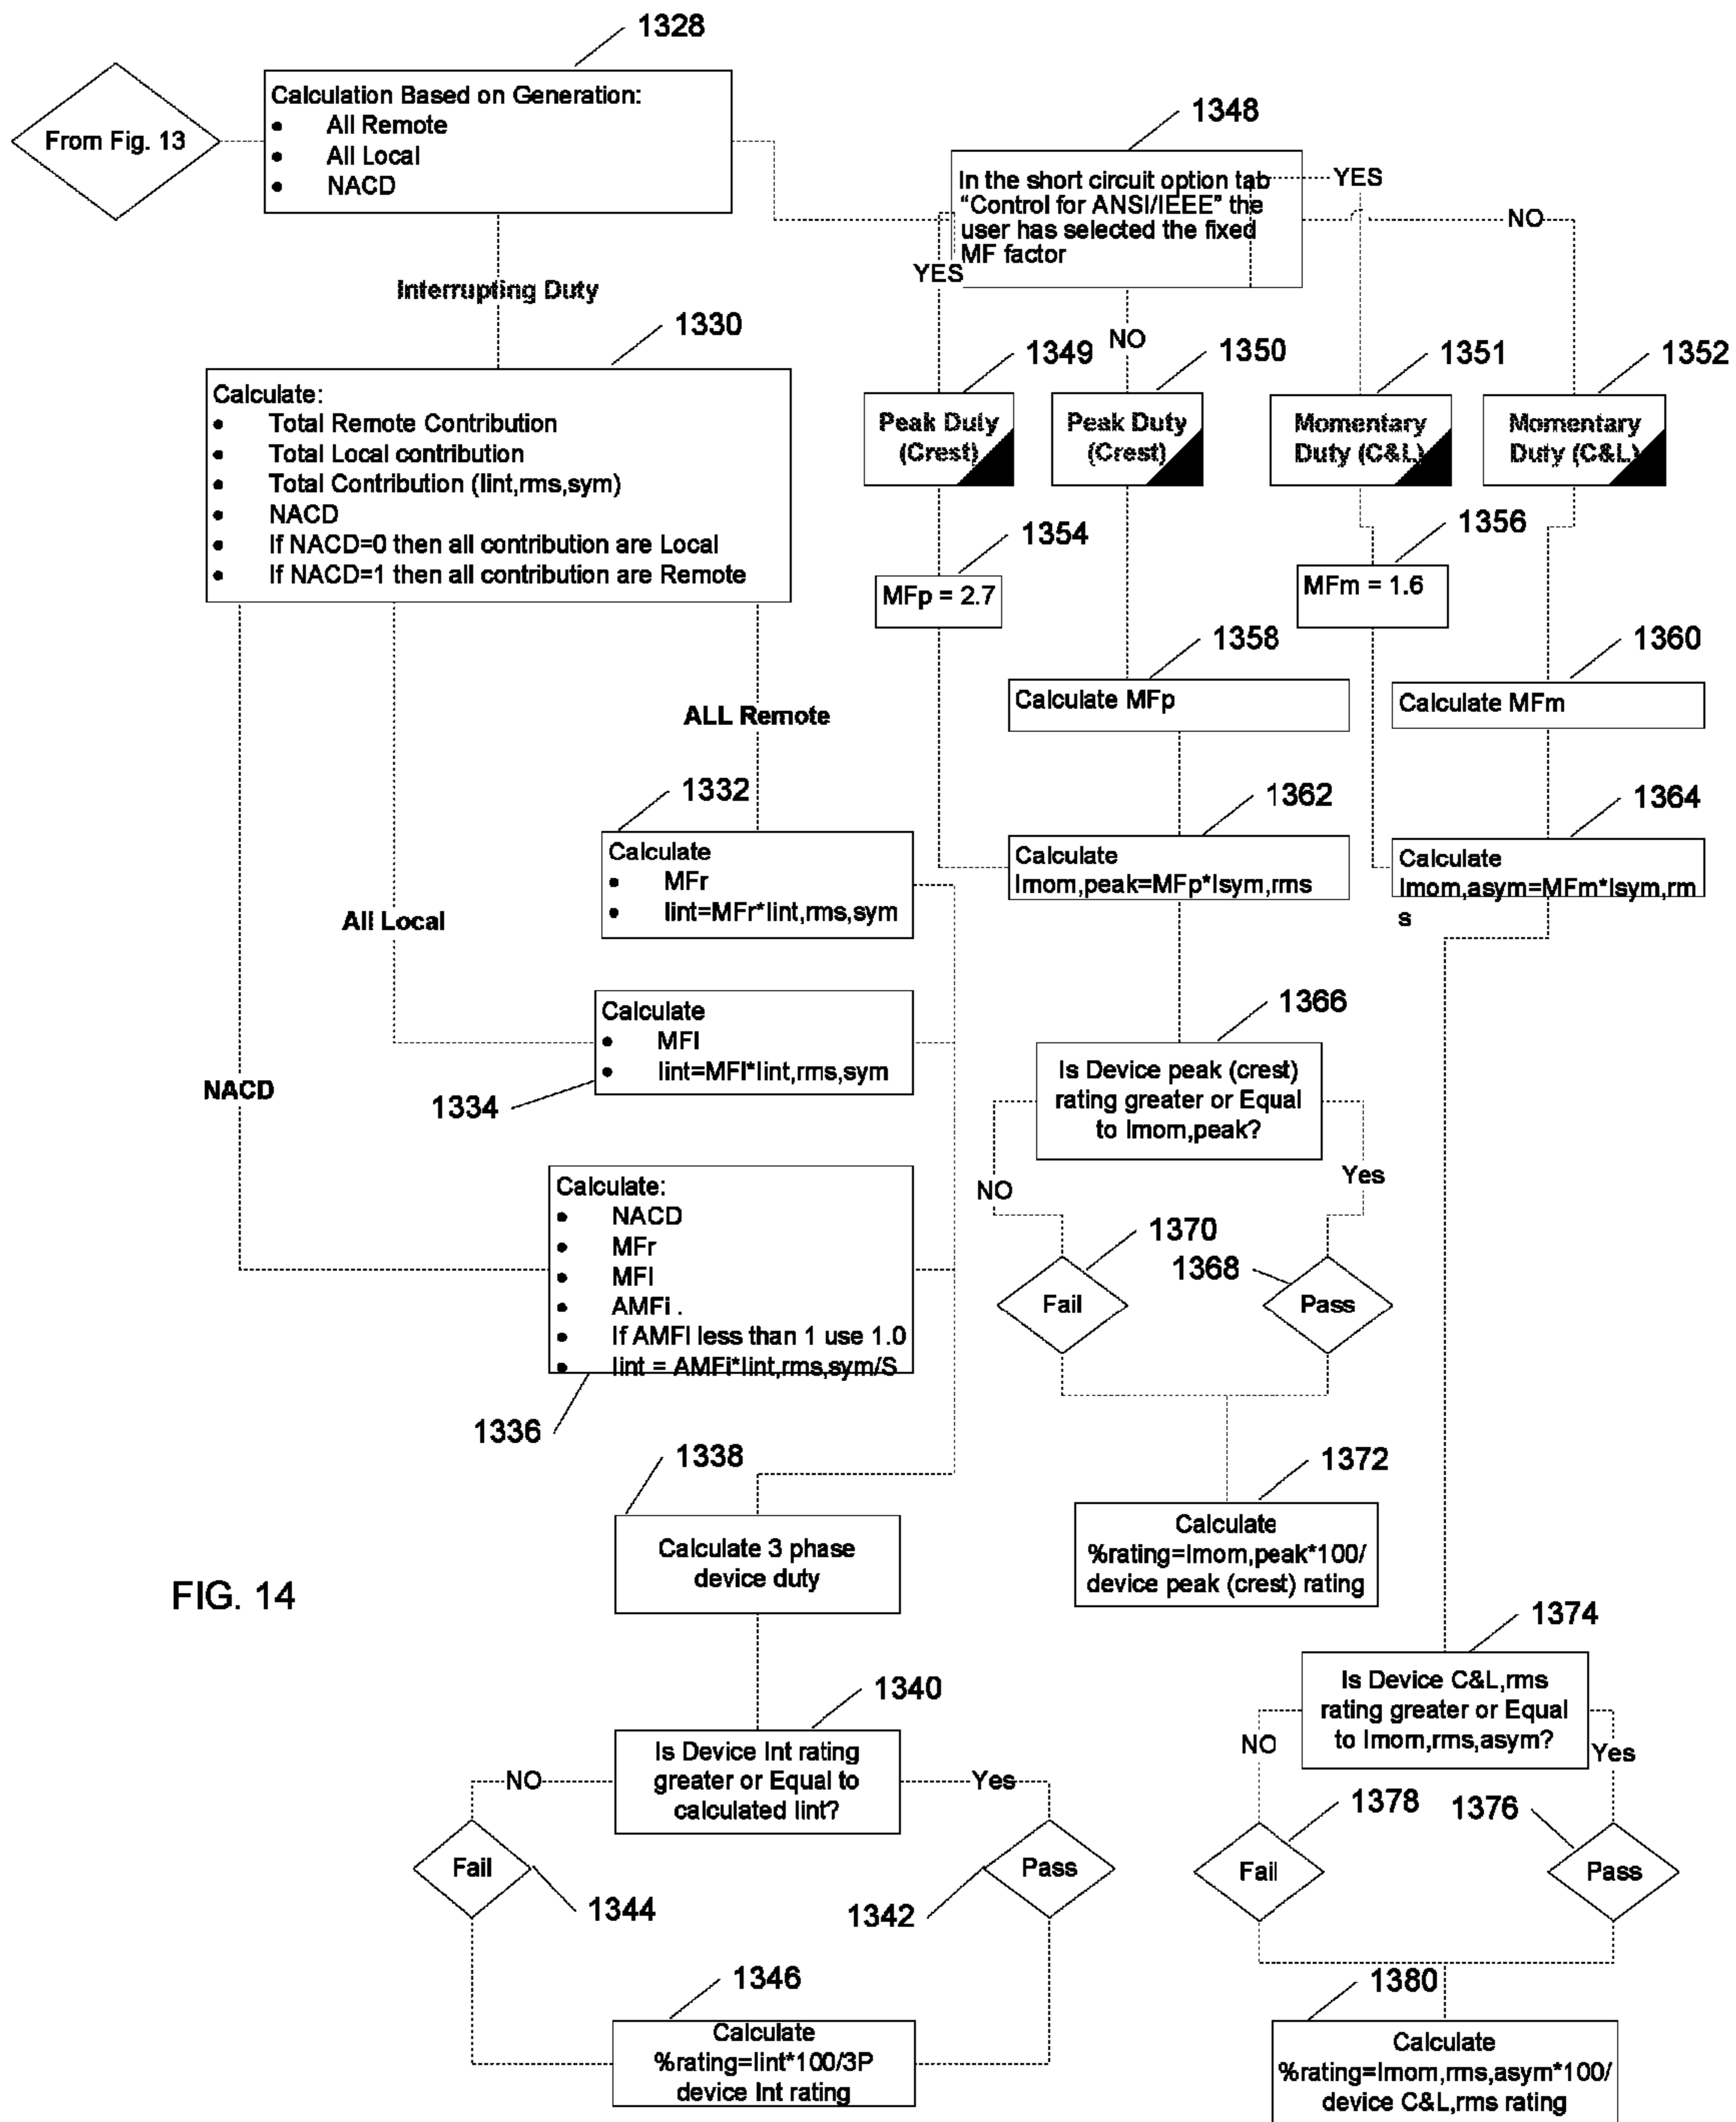 1328
From Fig. 13
Calculation Based on Generation:
• All Remote
• All Local
• NACD
1348
In the short circuit option tab
"Control for ANSI/IEEE" the
user has selected the fixed
MF factor
YES
NO
YES
NO
Interrupting Duty
1330
Calculate:
• Total Remote Contribution
• Total Local contribution
• Total Contribution (Iint,rms,sym)
• NACD
• If NACD=0 then all contribution are Local
• If NACD=1 then all contribution are Remote
1349
Peak Duty
(Crest)
1350
Peak Duty
(Crest)
1351
Momentary
Duty (C&L)
1352
Momentary
Duty (C&L)
1354
MFp = 2.7
1356
MFm = 1.6
1358
Calculate MFp
1360
Calculate MFm
ALL Remote
All Local
NACD
1332
Calculate
• MFr
• Iint=MFr*Iint,rms,sym
1362
Calculate
Imom,peak=MFp*Isym,rms
1364
Calculate
Imom,asym=MFm*Isym,rm
s
1334
Calculate
• MFl
• Iint=MFl*Iint,rms,sym
1366
Is Device peak (crest)
rating greater or Equal
to Imom,peak?
NO
Yes
1336
Calculate:
• NACD
• MFr
• MFl
• AMFi .
• If AMFI less than 1 use 1.0
• Iint = AMFi*Iint,rms,sym/S
1370
Fail
1368
Pass
1372
Calculate
%rating=Imom,peak*100/
device peak (crest) rating
1338
Calculate 3 phase
device duty
FIG. 14
1340
Is Device Int rating
greater or Equal to
calculated Iint?
NO
Yes
Fail
1344
Pass
1342
1346
Calculate
%rating=Iint*100/3P
device Int rating
1374
Is Device C&L,rms
rating greater or Equal
to Imom,rms,asym?
NO
Yes
1378
Fail
1376
Pass
1380
Calculate
%rating=Imom,rms,asym*100/
device C&L,rms rating